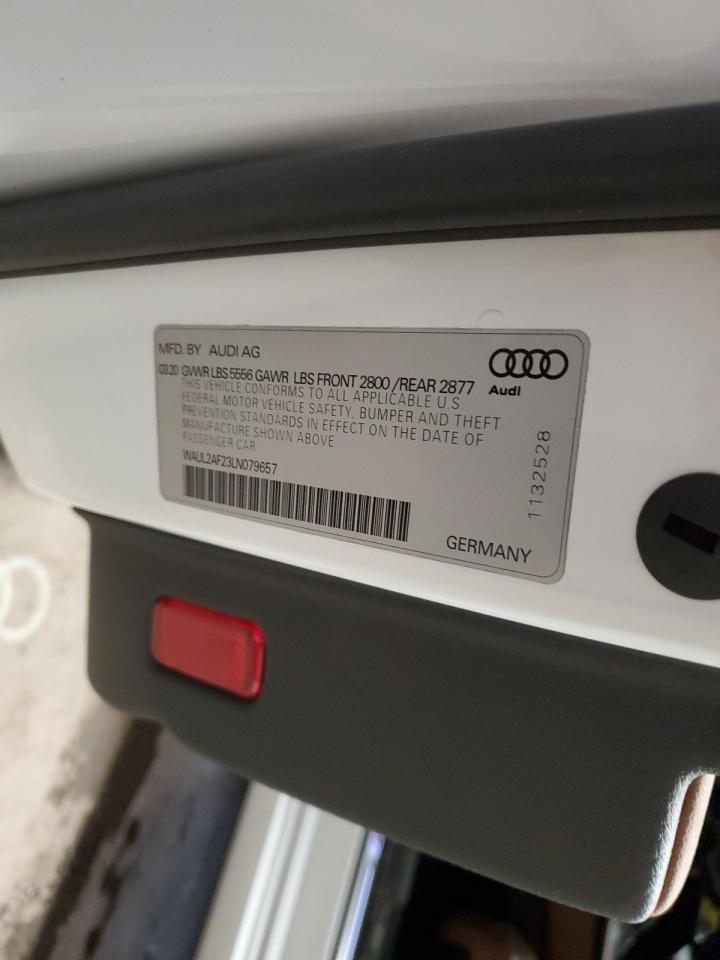 MFD. BY AUDI AG
03.20 GVWR LBS 5556 GAWR LBS FRONT 2800 /REAR 2877
THIS VEHICLE CONFORMS TO ALL APPLICABLE U S
FEDERAL MOTOR VEHICLE SAFETY, BUMPER AND THEFT
PREVENTION STANDARDS IN EFFECT ON THE DATE OF
MANUFACTURE SHOWN ABOVE
PASSENGER CAR
WAUL2AF23LN079657
GERMANY
Audi
1132528